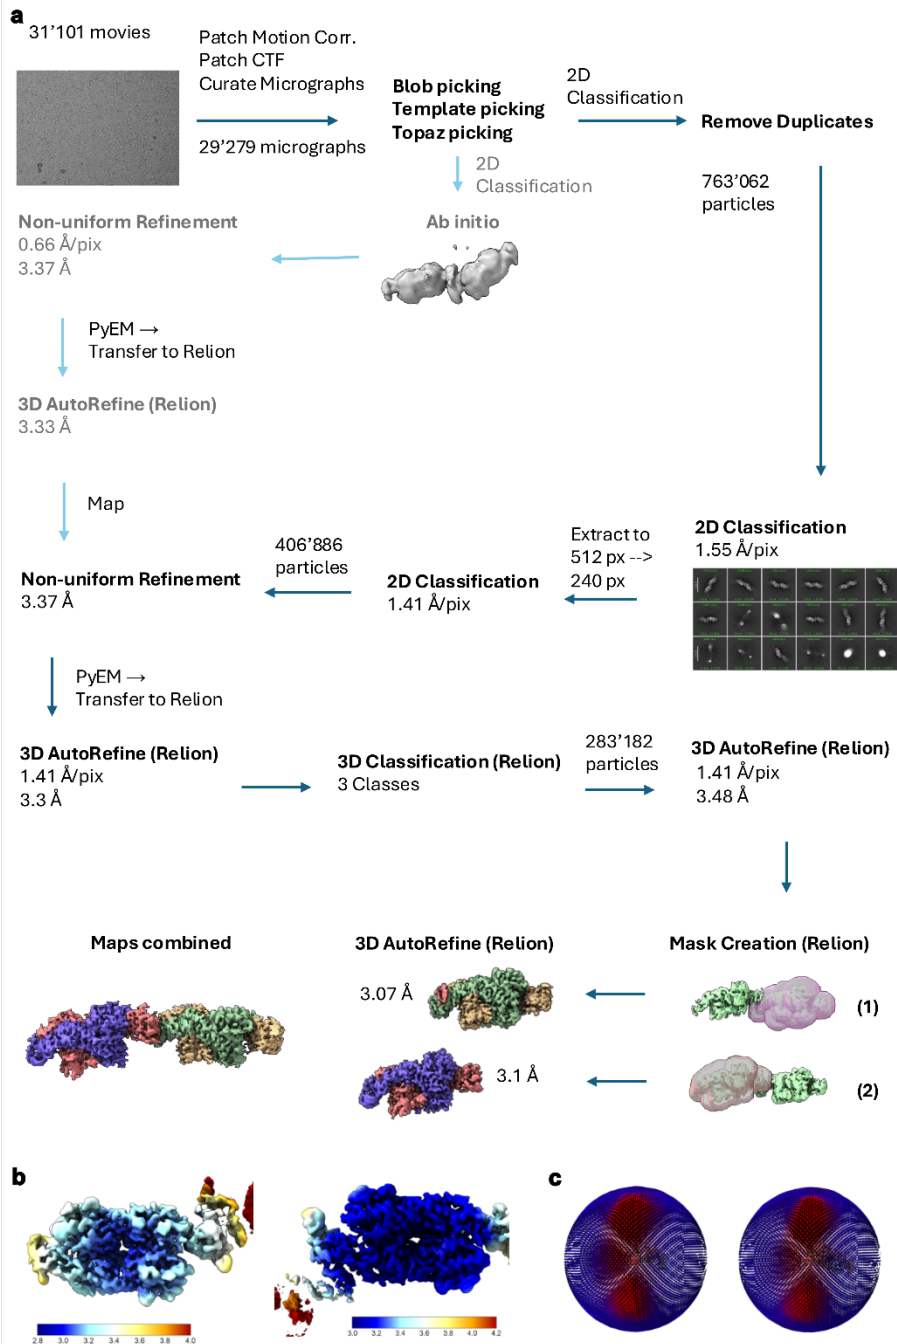 a
31’101 movies
Patch Motion Corr.
Patch CTF
Curate Micrographs
29’279 micrographs
Blob picking
Template picking
Topaz picking
2D
Classification
Remove Duplicates
763’062
particles
2D
Classification
Ab initio
Non-uniform Refinement
0.66 Å/pix
3.37 Å
PyEM →
Transfer to Relion
3D AutoRefine (Relion)
3.33 Å
Map
2D Classification
1.55 Å/pix
Extract to
512 px -->
240 px
2D Classification
1.41 Å/pix
406’886
particles
Non-uniform Refinement
3.37 Å
PyEM →
Transfer to Relion
3D AutoRefine (Relion)
1.41 Å/pix
3.3 Å
3D Classification (Relion)
3 Classes
283’182
particles
3D AutoRefine (Relion)
1.41 Å/pix
3.48 Å
Maps combined
3D AutoRefine (Relion)
Mask Creation (Relion)
3.07 Å
(1)
3.1 Å
(2)
b
2.8 3.0 3.2 3.4 3.6 3.8 4.0
3.0 3.2 3.4 3.6 3.8 4.0 4.2
c